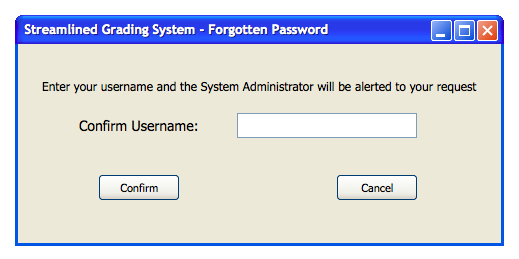 Streamlined Grading System - Forgotten Password
Enter your username and the System Administrator will be alerted to your request
Confirm Username:
Confirm Cancel